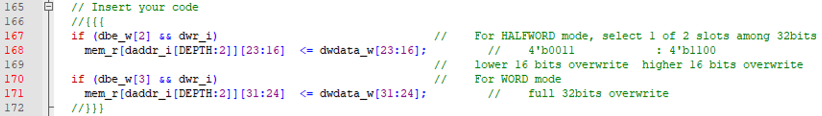 165 // Insert your code
166 //{{{
167 if (dbe_w[2] && dwr_i) // For HALFWORD mode, select 1 of 2 slots among 32bits
168 mem_r[daddr_i[DEPTH:2]][23:16] <= dwdata_w[23:16]; // 4'b0011 : 4'b1100
169 // lower 16 bits overwrite higher 16 bits overwrite
170 if (dbe_w[3] && dwr_i) // For WORD mode
171 mem_r[daddr_i[DEPTH:2]][31:24] <= dwdata_w[31:24]; // full 32bits overwrite
172 //}}}